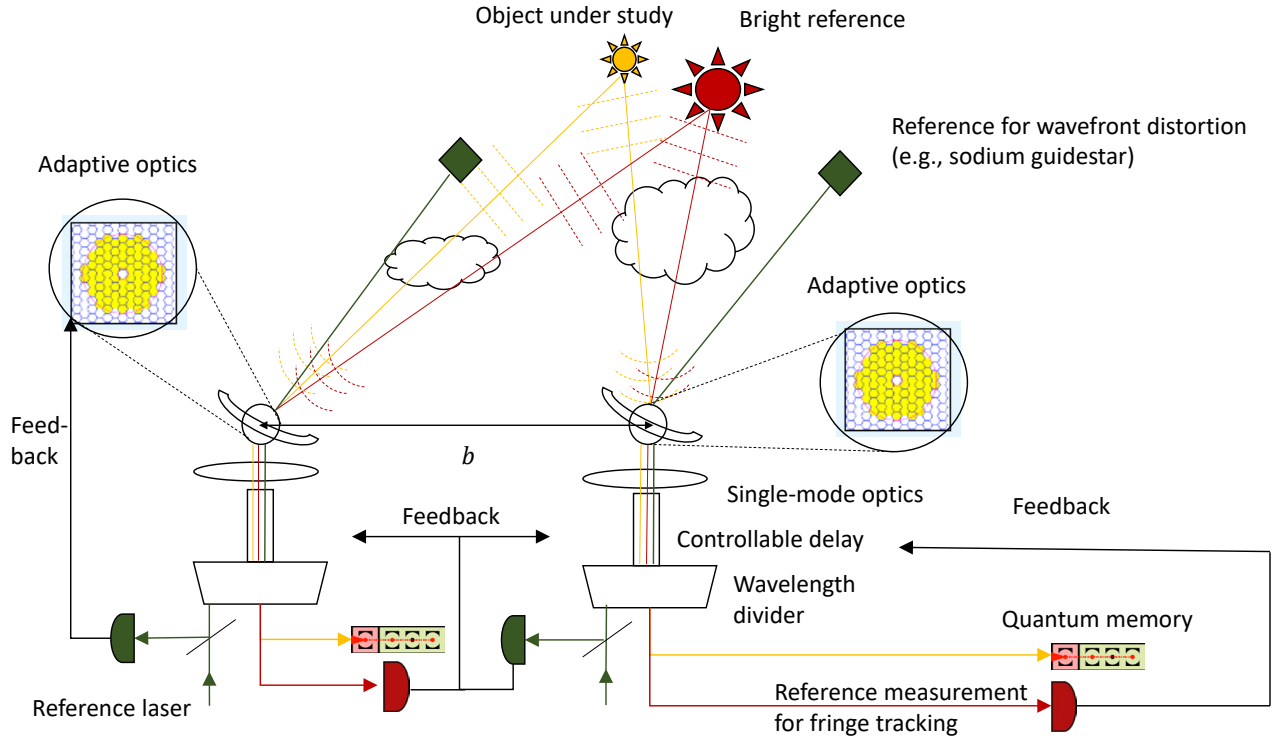 Object under study
Bright reference
Reference for wavefront distortion
(e.g., sodium guidestar)
Adaptive optics
Adaptive optics
Feed-
back
b
Single-mode optics
Feedback
Feedback
Controllable delay
Wavelength
divider
Quantum memory
Reference laser
Reference measurement
for fringe tracking